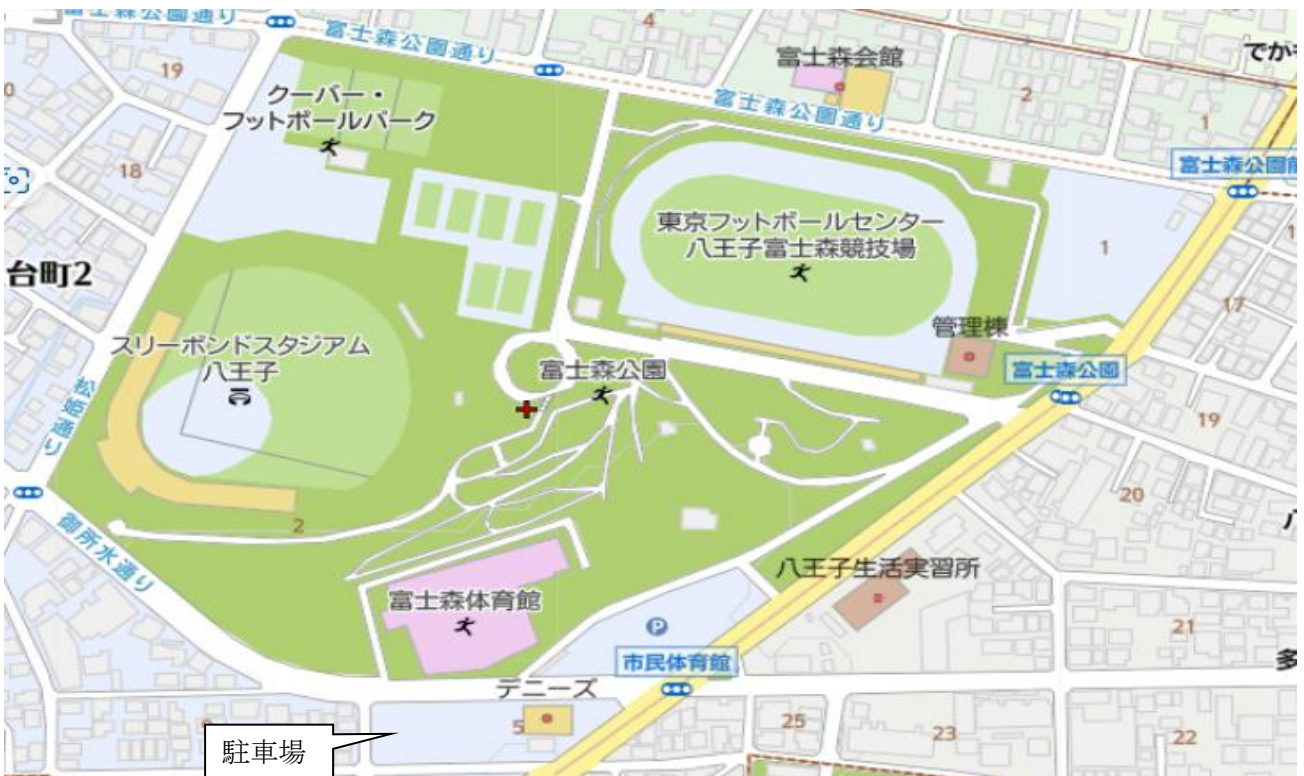 富士森公園通り
富士森公園通り
4
富士森会館
でが
19
クーバー・
フットボールパーク
富士森公園通り
2
1
18
富士森公園前
東京フットボールセンター
八王子富士森競技場
1
台町2
17
管理棟
スリーボンドスタジアム
八王子
富士森公園
富士森公園
松姫通り
19
20
2
御所水通り
八王子生活実習所
富士森体育館
P
21
市民体育館
多
デニーズ
5
25
23
22
駐車場